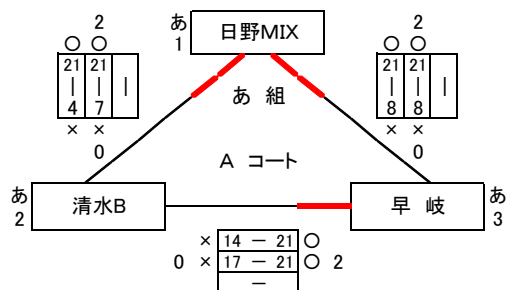 あ 1 日野MIX
2
○ ○
21 21
| | |
4 7
× ×
0
2
○ ○
21 21
| | |
8 8
× ×
0
あ 組
A コート
あ 2 清水B
早 岐 あ 3
× 14 － 21 ○
0 × 17 － 21 ○ 2
－